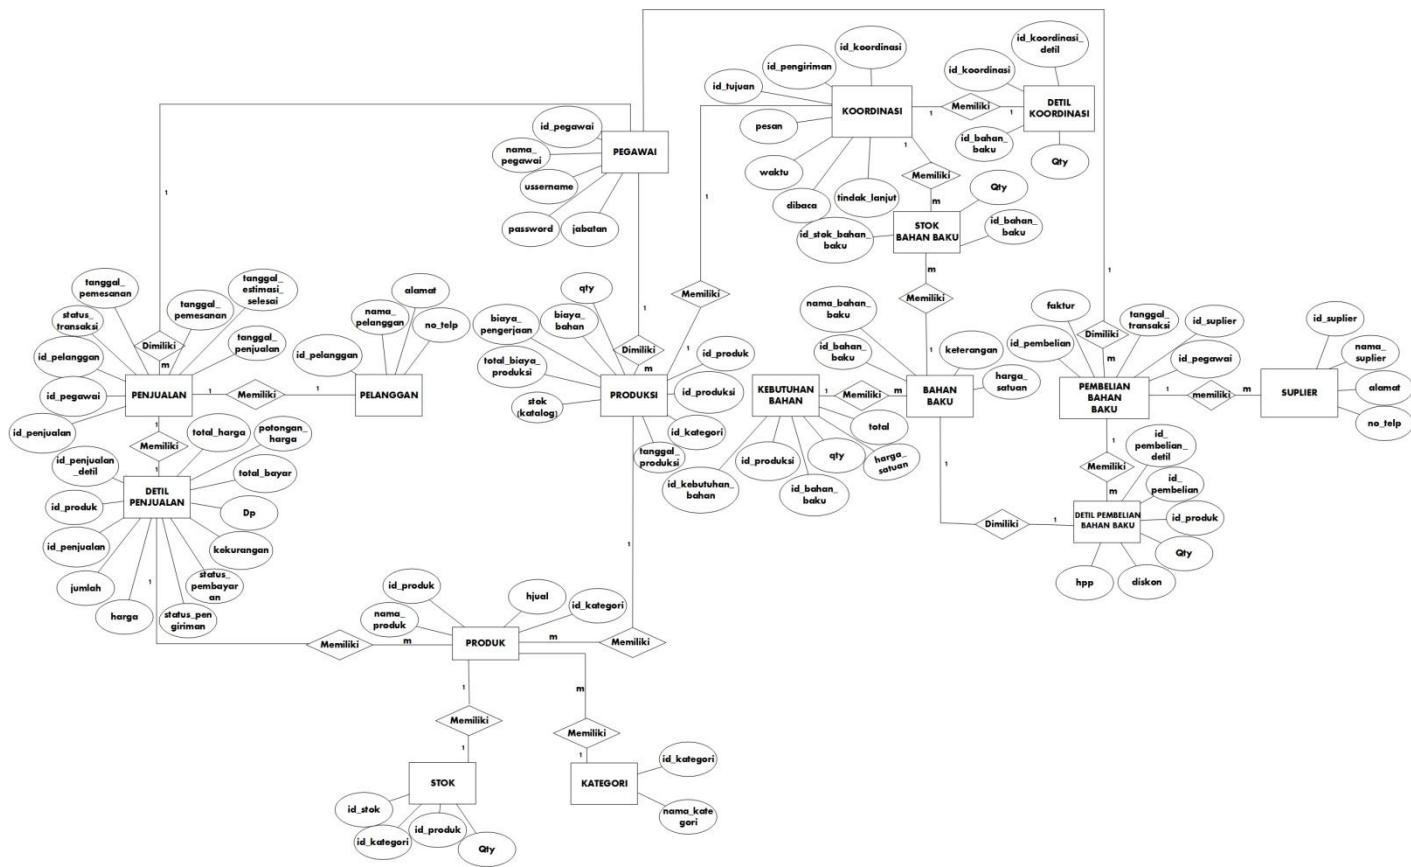 id_koordinasi_
detil
id_koordinasi
id_pengiriman
id_koordinasi
id_tujuan
KOORDINASI
1
Memiliki
1
DETIL
KOORDINASI
pesan
id_bahan_
baku
Qty
waktu
dibaca
tindak_lanjut
1
Memiliki
m
Qty
id_stok_bahan_
baku
STOK
BAHAN BAKU
id_bahan_
baku
id_pegawai
nama_
pegawai
PEGAWAI
ussername
password
jabatan
1
1
1
1
m
Memiliki
1
Memiliki
1
tanggal_
pemesanan
tanggal_
pemesanan
tanggal_
estimasi_
selesai
status_
transaksi
tanggal_
penjualan
Dimiliki
m
id_pelanggan
id_pegawai
id_penjualan
PENJUALAN
1
Memiliki
1
PELANGGAN
alamat
nama_
pelanggan
no_telp
id_pelanggan
qty
biaya_
pengerjaan
biaya_
bahan
1
Dimiliki
m
total_biaya_
produksi
stok
(katalog)
PRODUKSI
1
id_produk
id_produksi
id_kategori
tanggal_
produksi
nama_bahan_
baku
id_bahan_
baku
keterangan
harga_
satuan
KEBUTUHAN
BAHAN
1
Memiliki
m
BAHAN
BAKU
total
harga_
satuan
qty
id_produksi
id_kebutuhan_
bahan
id_bahan_
baku
faktur
tanggal_
transaksi
id_suplier
id_pembelian
Dimiliki
m
id_pegawai
PEMBELIAN
BAHAN
BAKU
1
memiliki
m
SUPLIER
id_suplier
nama_
suplier
alamat
no_telp
1
Memiliki
1
total_harga
potongan_
harga
id_penjualan
_detil
total_bayar
DETIL
PENJUALAN
id_produk
Dp
id_penjualan
kekurangan
jumlah
status_
pembayar
an
harga
status_pen
giriman
1
1
Memiliki
m
id_
pembelian_
detil
id_
pembelian
1
Dimiliki
1
DETIL PEMBELIAN
BAHAN BAKU
id_produk
Qty
hpp
diskon
1
Memiliki
m
id_produk
hjual
nama_
produk
id_kategori
PRODUK
m
Memiliki
1
1
Memiliki
1
m
Memiliki
1
STOK
KATEGORI
id_kategori
nama_kate
gori
id_stok
id_kategori
id_produk
Qty